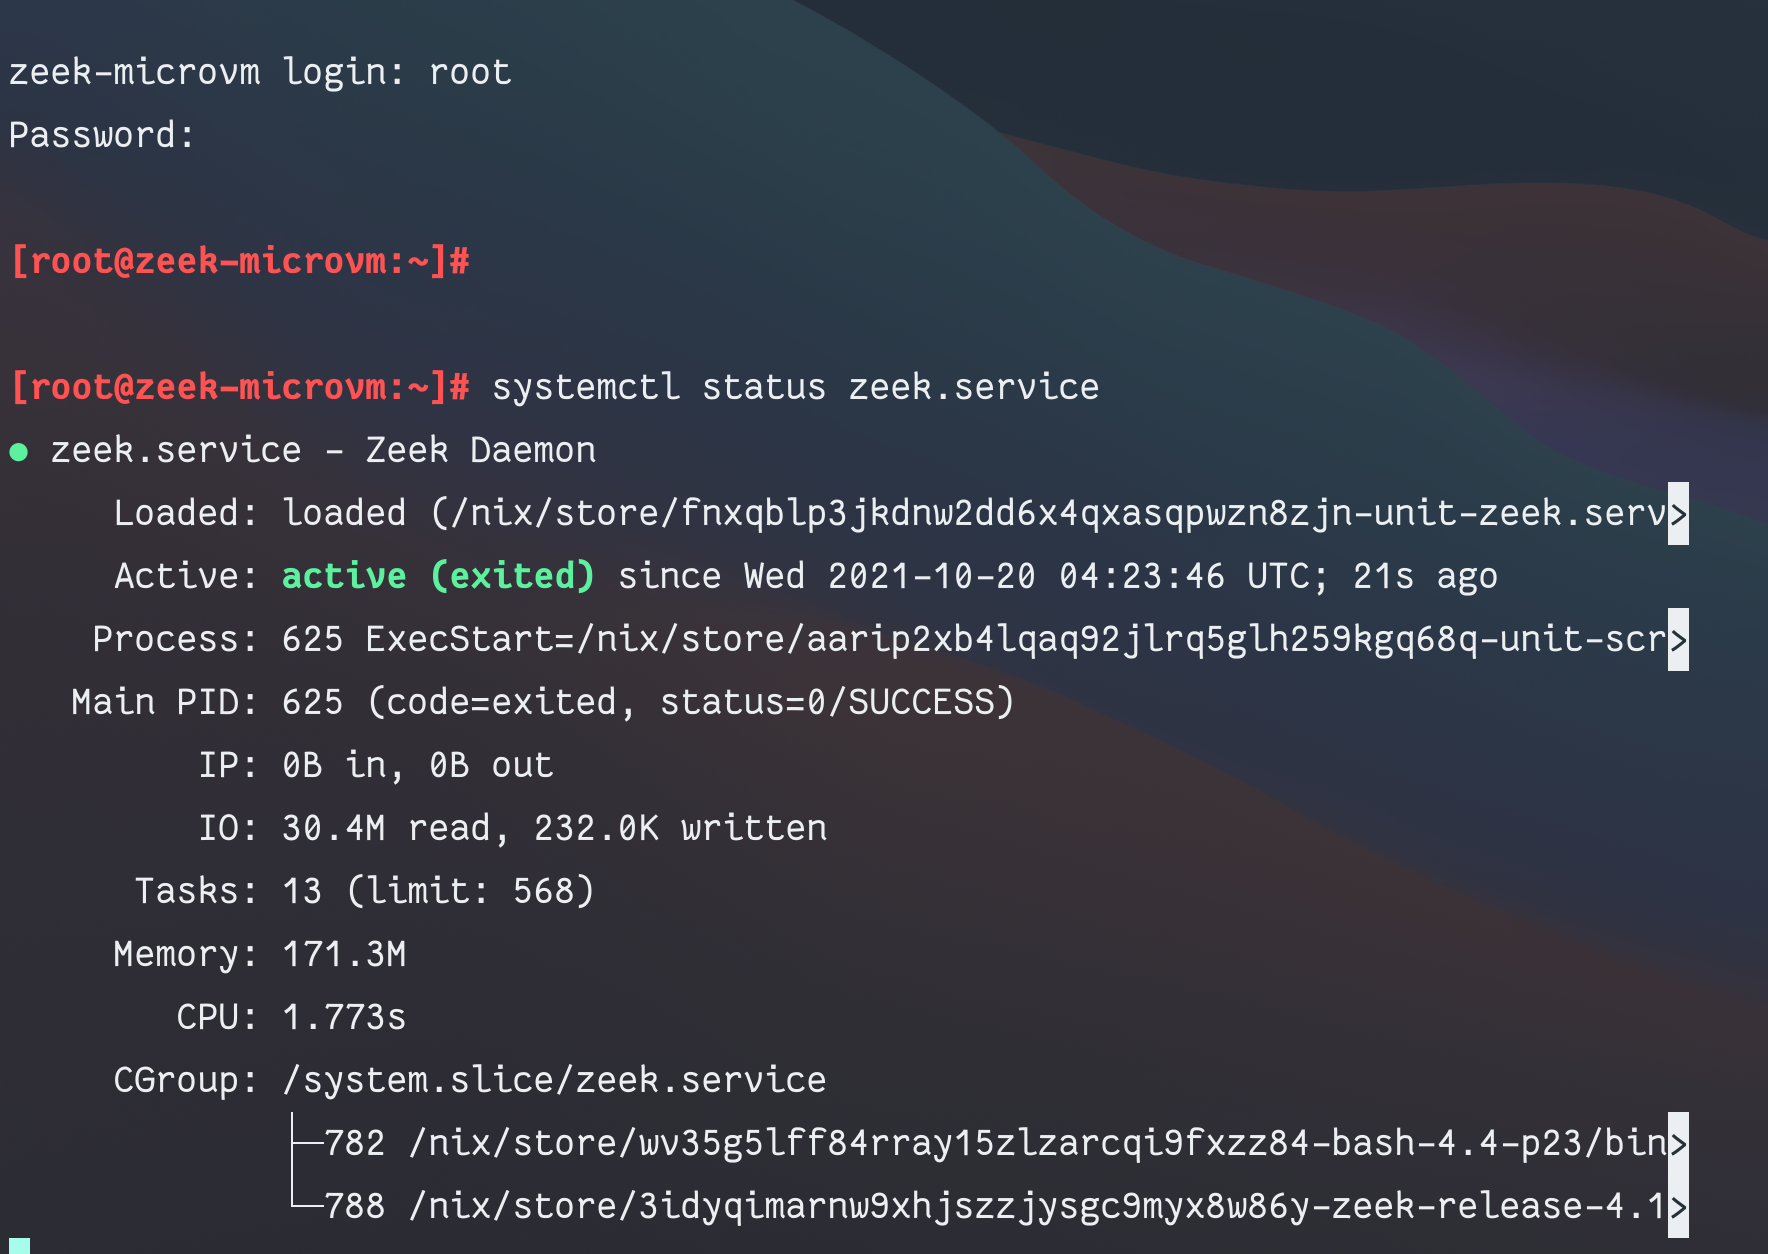 zeek-microvm login: root
Password:
[root@zeek-microvm:~]#
[root@zeek-microvm:~]# systemctl status zeek.service
● zeek.service - Zeek Daemon
     Loaded: loaded (/nix/store/fnxqblp3jkdnw2dd6x4qxasqpwzn8zjn-unit-zeek.serv>
     Active: active (exited) since Wed 2021-10-20 04:23:46 UTC; 21s ago
    Process: 625 ExecStart=/nix/store/aarip2xb4lqaq92jlrq5glh259kgq68q-unit-scr>
   Main PID: 625 (code=exited, status=0/SUCCESS)
         IP: 0B in, 0B out
         IO: 30.4M read, 232.0K written
      Tasks: 13 (limit: 568)
     Memory: 171.3M
        CPU: 1.773s
     CGroup: /system.slice/zeek.service
             ├─782 /nix/store/wv35g5lff84rray15zlzarcqi9fxzz84-bash-4.4-p23/bin>
             └─788 /nix/store/3idyqimarnw9xhjszzjysgc9myx8w86y-zeek-release-4.1>